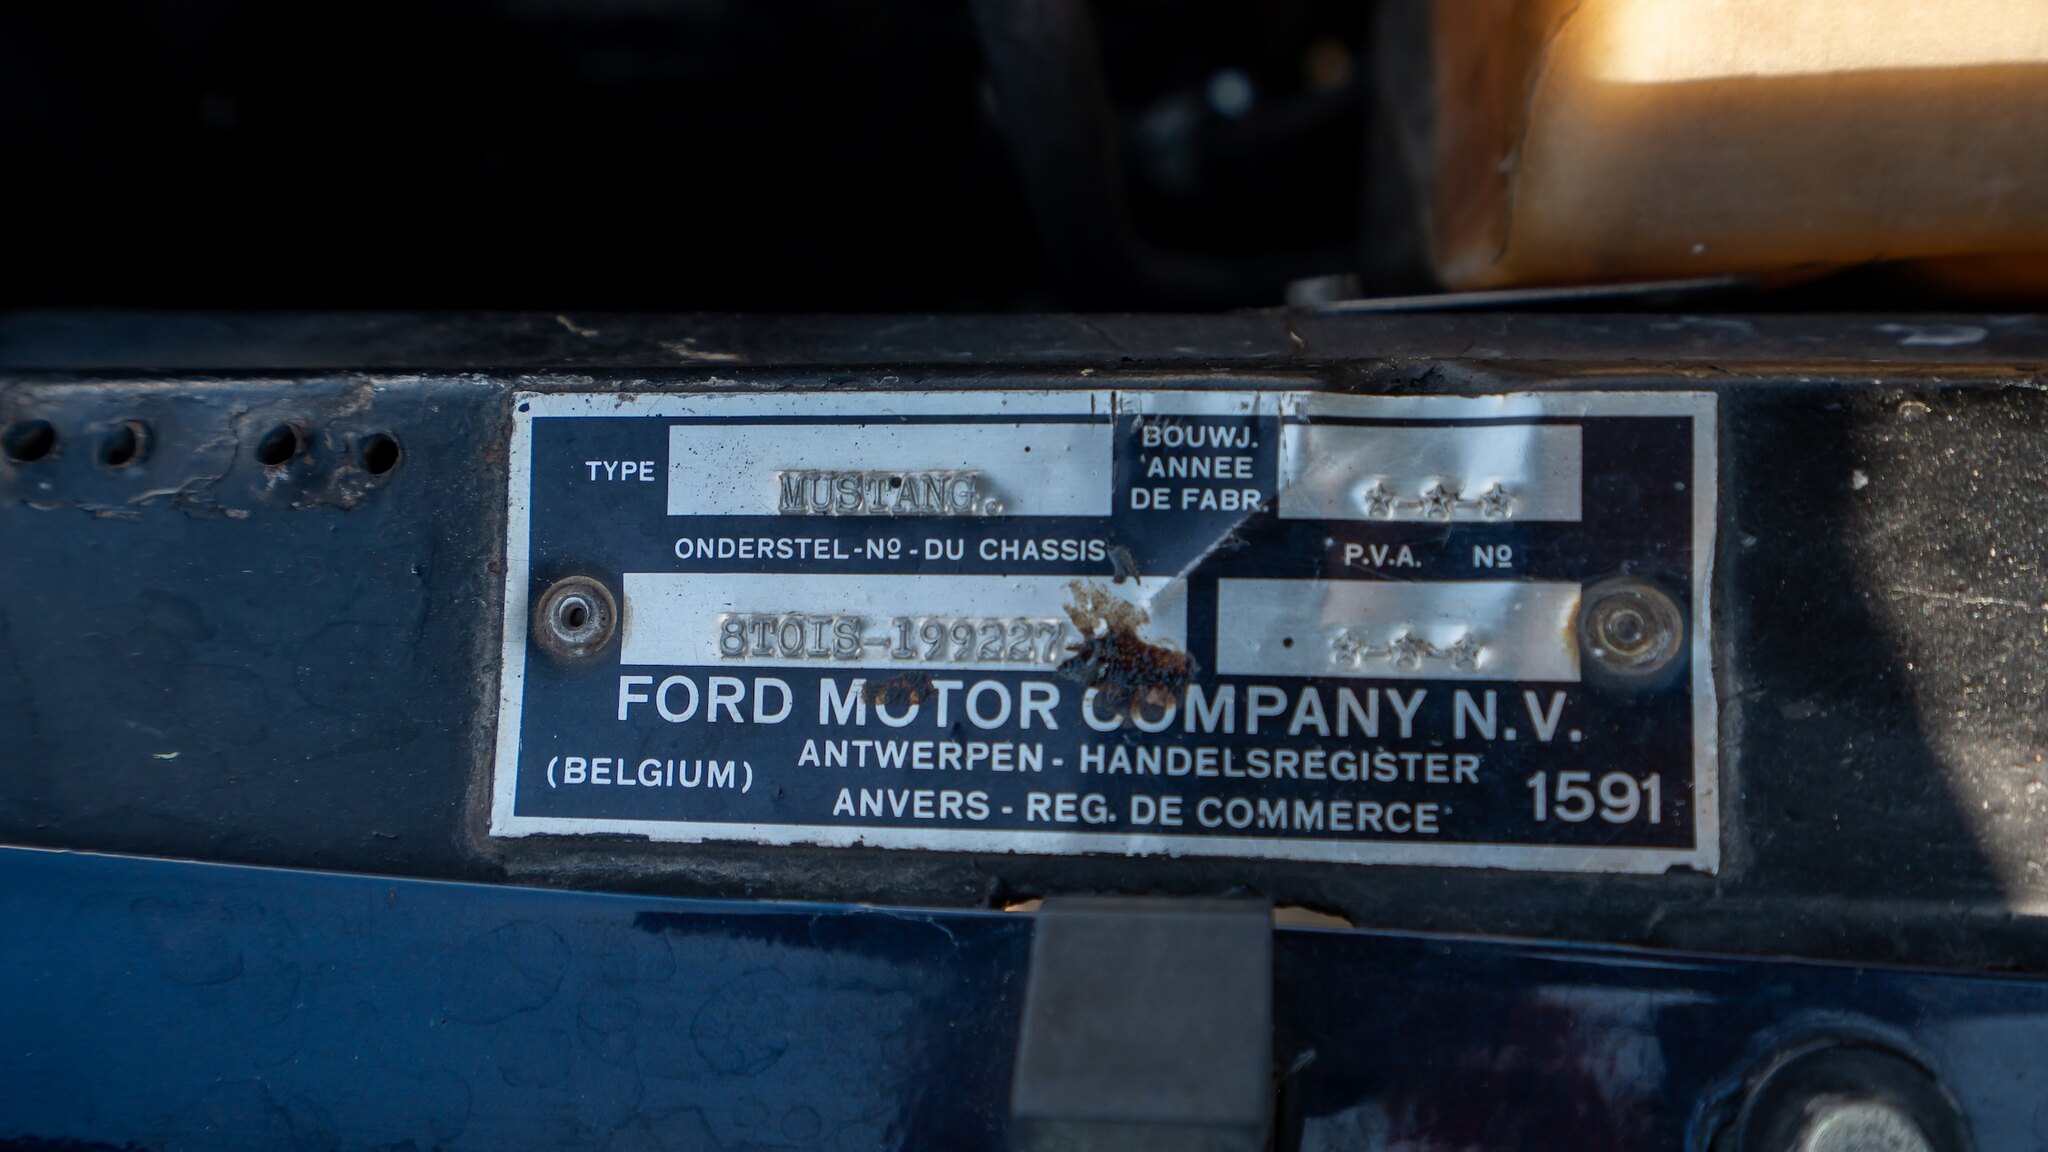 TYPE MUSTANG. BOUWJ. ANNEE DE FABR. ☆-☆-☆
ONDERSTEL-Nº-DU CHASSIS P.V.A. Nº
8T01S-199227- ☆-☆-☆
FORD MOTOR COMPANY N.V.
(BELGIUM) ANTWERPEN - HANDELSREGISTER 1591
ANVERS - REG. DE COMMERCE